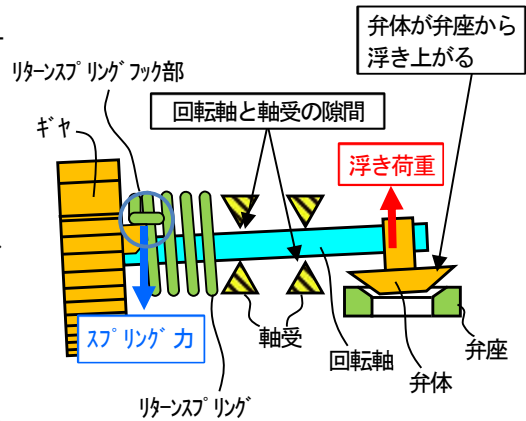 弁体が弁座から
浮き上がる
ﾘﾀｰﾝｽﾌﾟﾘﾝｸﾞﾌｯｸ部
回転軸と軸受の隙間
ｷﾞﾔ
浮き荷重
ｽﾌﾟﾘﾝｸﾞ力
軸受
回転軸
弁座
弁体
ﾘﾀｰﾝｽﾌﾟﾘﾝｸﾞ